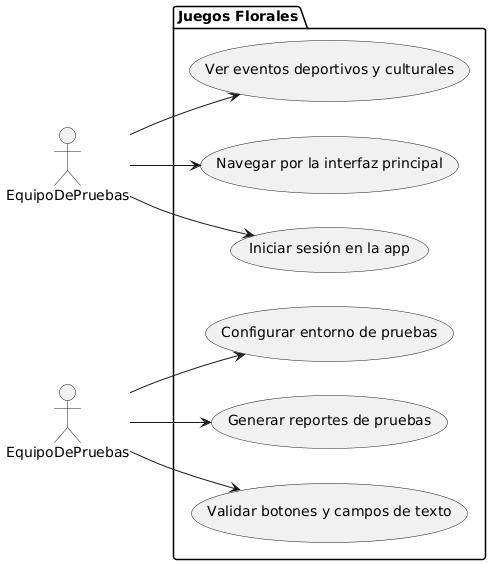 Juegos Florales
Ver eventos deportivos y culturales
Navegar por la interfaz principal
EquipoDePruebas
Iniciar sesión en la app
Configurar entorno de pruebas
Generar reportes de pruebas
EquipoDePruebas
Validar botones y campos de texto